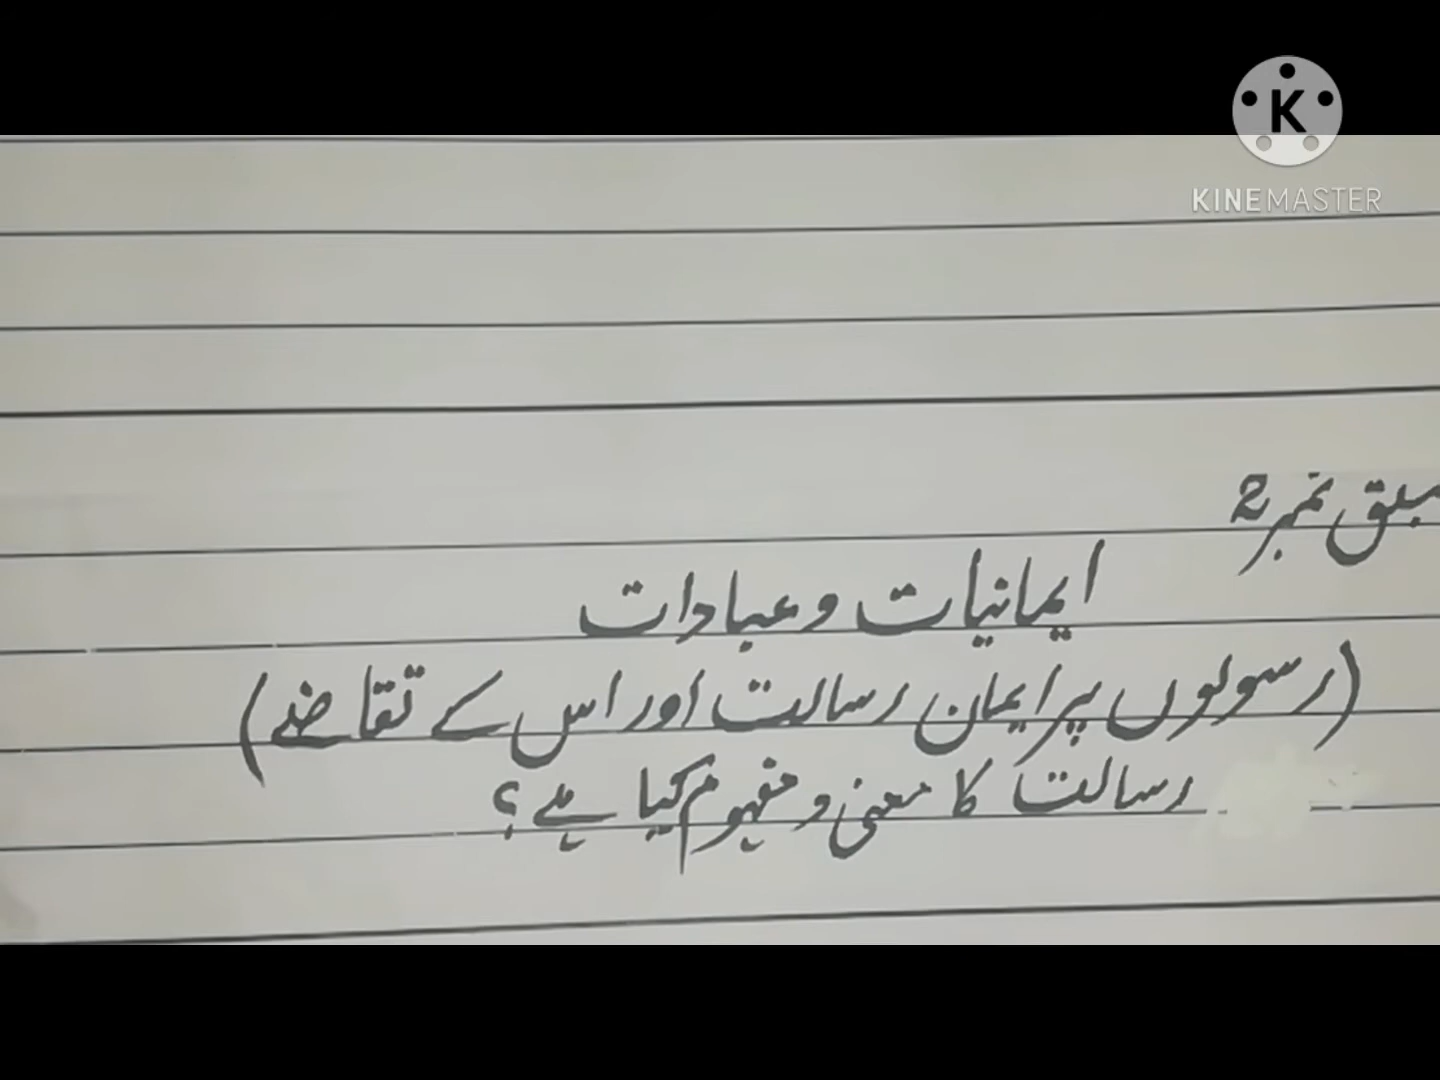 KINEMASTER
سبق نمبر 2
ایمانیات و عبادات
(رسولوں پر ایمان رسالت اور اس کے تقاضے)
رسالت کا معنی و مفہوم کیا ہے؟